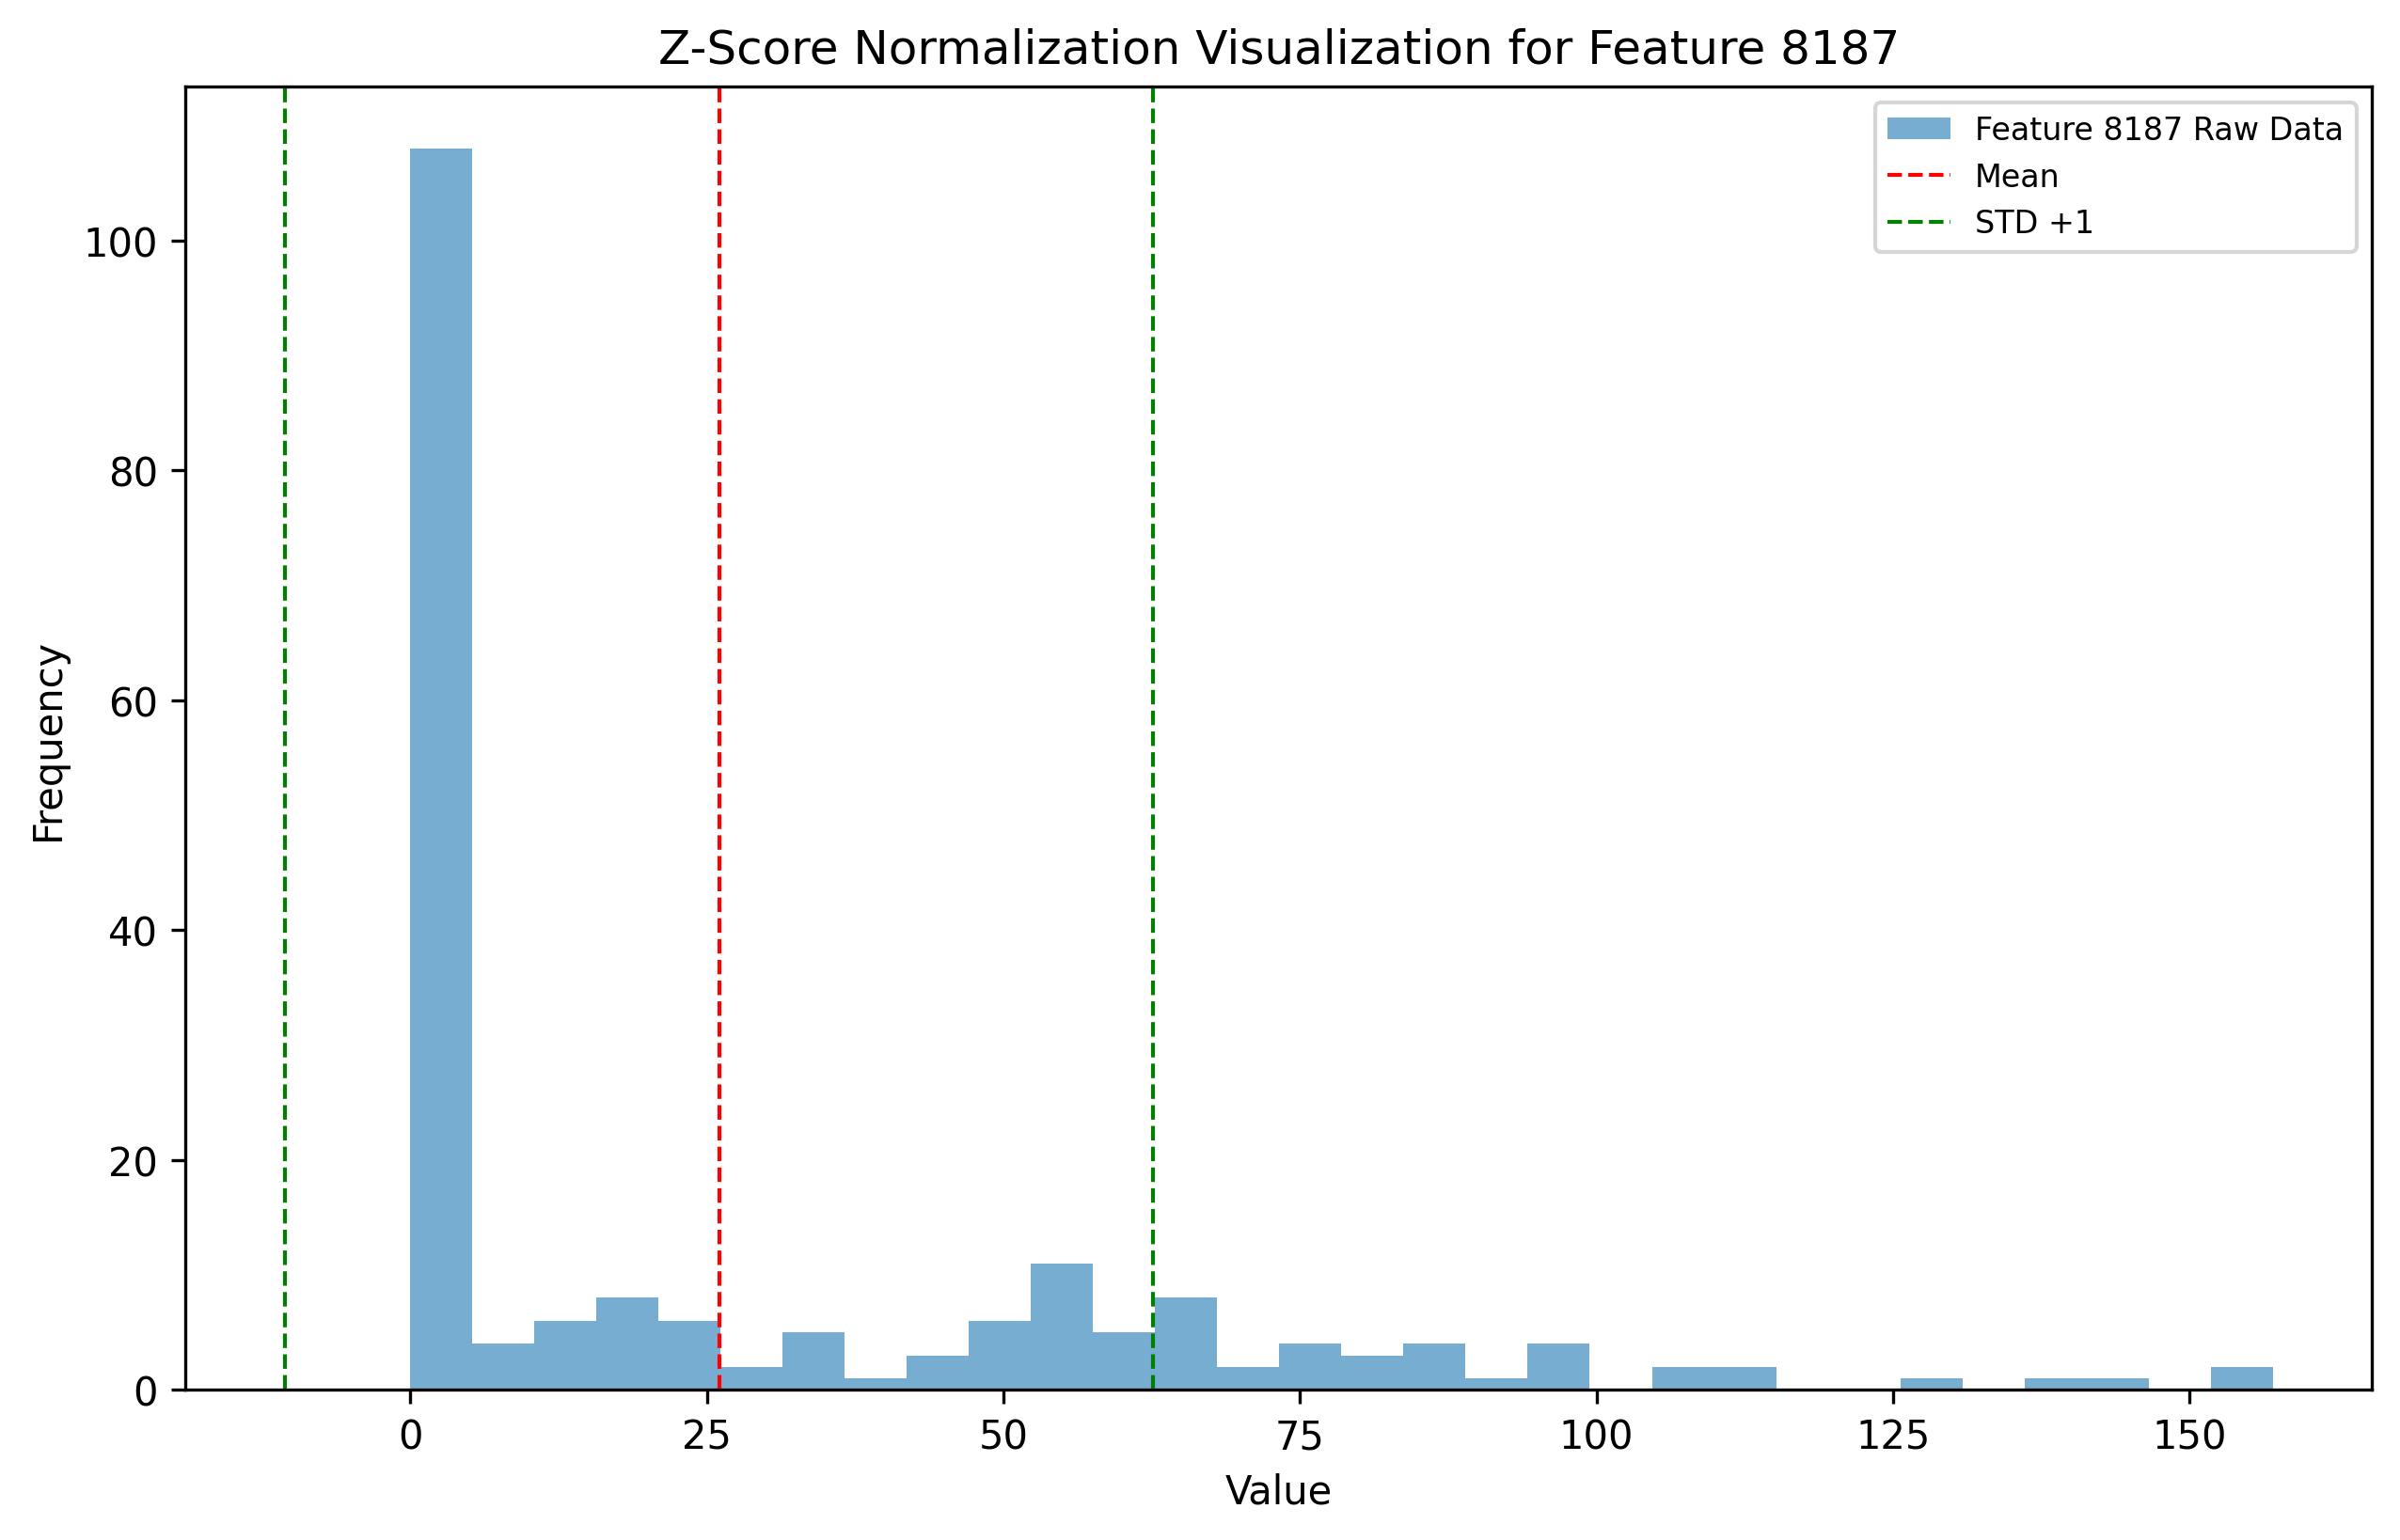 Z-Score Normalization Visualization for Feature 8187
Feature 8187 Raw Data
Mean
STD +1
100
80
60
40
20
0
Frequency
0 25 50 75 100 125 150
Value